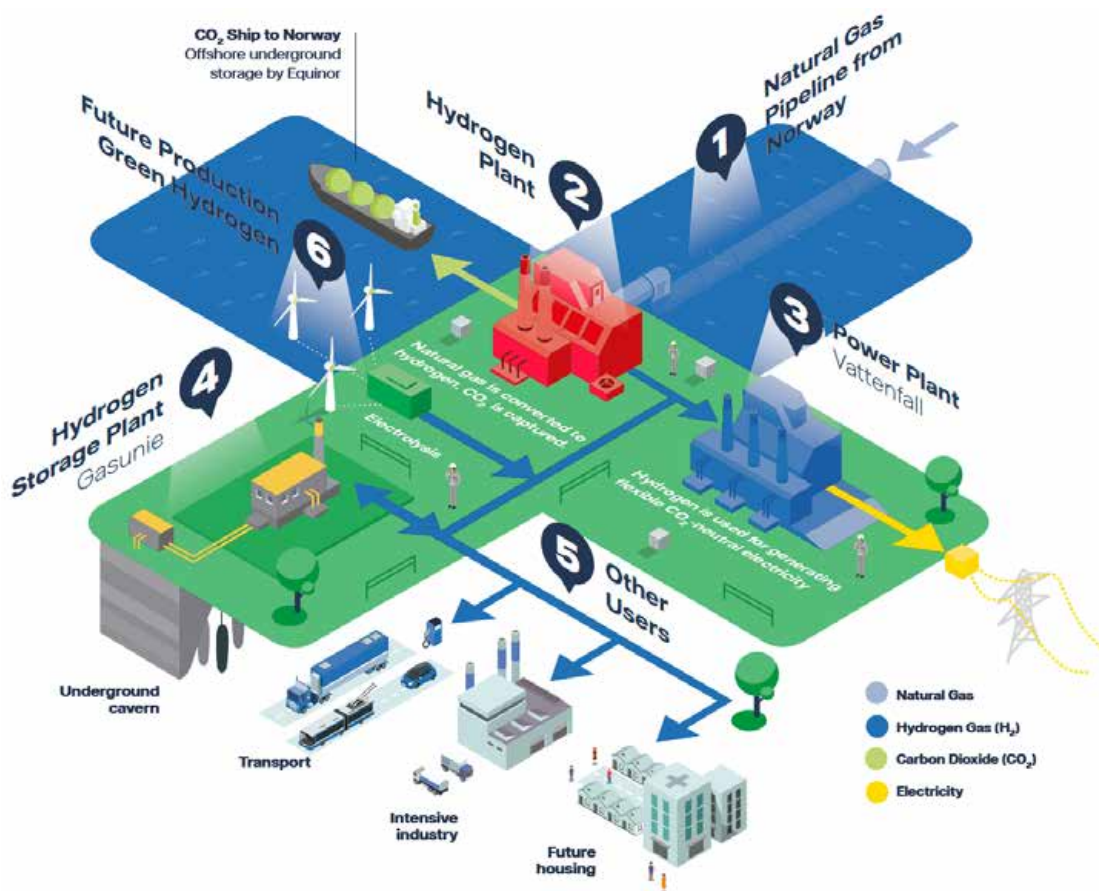 CO₂ Ship to Norway
Offshore underground
storage by Equinor
1
Natural Gas
Pipeline from
Norway
2
Hydrogen
Plant
Future Production
Green Hydrogen
6
3
Power Plant
Vattenfall
4
Hydrogen
Storage Plant
Gasunie
Natural gas is converted to
hydrogen, CO₂ is captured.
Electrolysis
Hydrogen is used for generating
flexible CO₂-neutral electricity
5
Other
Users
Underground
cavern
Transport
Intensive
industry
Future
housing
Natural Gas
Hydrogen Gas (H₂)
Carbon Dioxide (CO₂)
Electricity